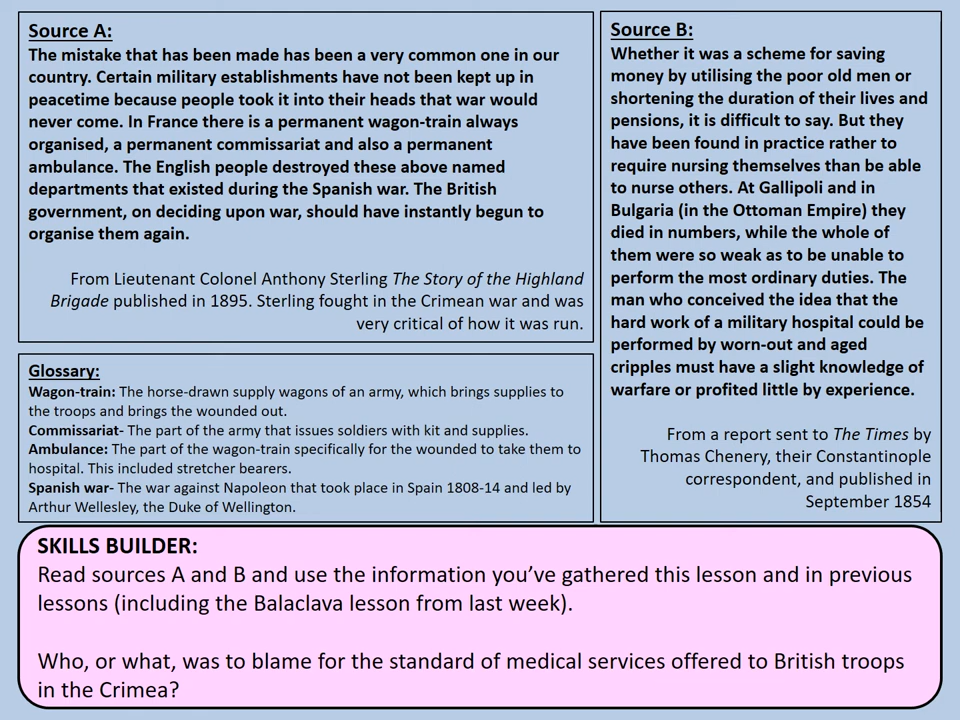 Source A:
The mistake that has been made has been a very common one in our
country. Certain military establishments have not been kept up in
peacetime because people took it into their heads that war would
never come. In France there is a permanent wagon-train always
organised, a permanent commissariat and also a permanent
ambulance. The English people destroyed these above named
departments that existed during the Spanish war. The British
government, on deciding upon war, should have instantly begun to
organise them again.
From Lieutenant Colonel Anthony Sterling The Story of the Highland
Brigade published in 1895. Sterling fought in the Crimean war and was
very critical of how it was run.
Glossary:
Wagon-train: The horse-drawn supply wagons of an army, which brings supplies to
the troops and brings the wounded out.
Commissariat- The part of the army that issues soldiers with kit and supplies.
Ambulance: The part of the wagon-train specifically for the wounded to take them to
hospital. This included stretcher bearers.
Spanish war- The war against Napoleon that took place in Spain 1808-14 and led by
Arthur Wellesley, the Duke of Wellington.
Source B:
Whether it was a scheme for saving
money by utilising the poor old men or
shortening the duration of their lives and
pensions, it is difficult to say. But they
have been found in practice rather to
require nursing themselves than be able
to nurse others. At Gallipoli and in
Bulgaria (in the Ottoman Empire) they
died in numbers, while the whole of
them were so weak as to be unable to
perform the most ordinary duties. The
man who conceived the idea that the
hard work of a military hospital could be
performed by worn-out and aged
cripples must have a slight knowledge of
warfare or profited little by experience.
From a report sent to The Times by
Thomas Chenery, their Constantinople
correspondent, and published in
September 1854
SKILLS BUILDER:
Read sources A and B and use the information you've gathered this lesson and in previous
lessons (including the Balaclava lesson from last week).
Who, or what, was to blame for the standard of medical services offered to British troops
in the Crimea?